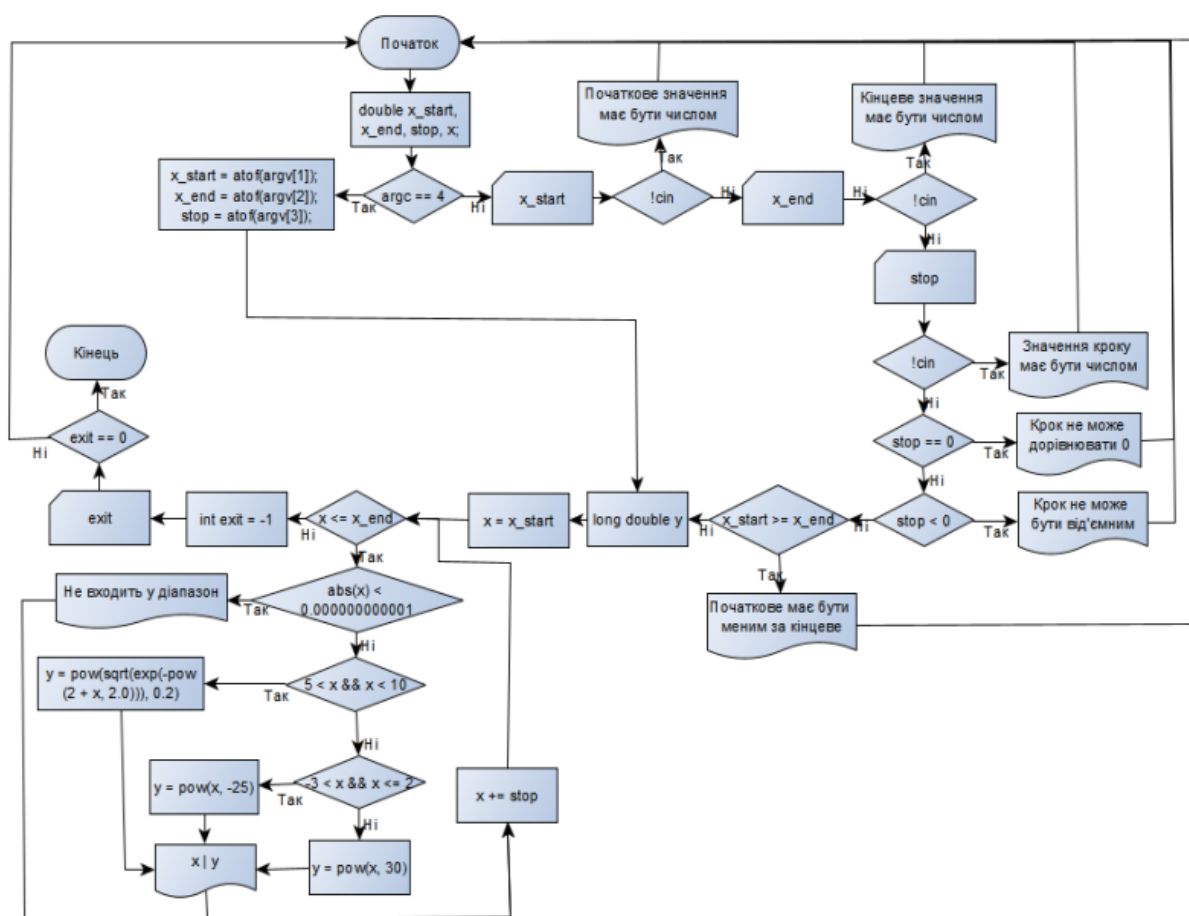 Початок
double x_start,
x_end, stop, x;
argc == 4
Так
Ні
x_start = atof(argv[1]);
x_end = atof(argv[2]);
stop = atof(argv[3]);
x_start
!cin
Так
Ні
Початкове значення
має бути числом
x_end
Ні
!cin
Так
Ні
Кінцеве значення
має бути числом
stop
!cin
Так
Ні
Значення кроку
має бути числом
stop == 0
Так
Ні
Крок не може
дорівнювати 0
stop < 0
Так
Ні
Крок не може
бути від'ємним
x_start >= x_end
Ні
Так
Початкове має бути
меним за кінцеве
long double y
x = x_start
x <= x_end
Ні
Так
int exit = -1
exit
exit == 0
Ні
Так
Кінець
abs(x) <
0.000000000001
Так
Ні
Не входить у діапазон
5 < x && x < 10
Так
Ні
y = pow(sqrt(exp(-pow
(2 + x, 2.0))), 0.2)
-3 < x && x <= 2
Так
Ні
y = pow(x, -25)
y = pow(x, 30)
x | y
x += stop